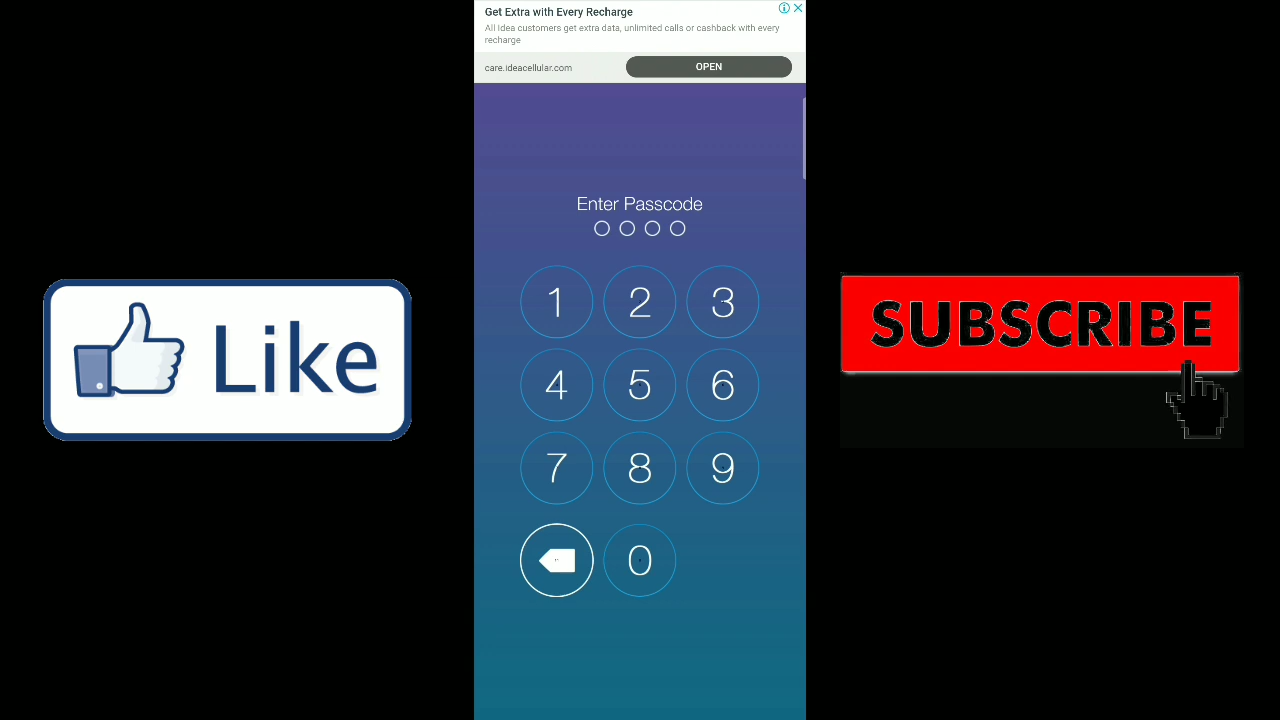 Get Extra with Every Recharge
All Idea customers get extra data, unlimited calls or cashback with every
recharge
care.ideacellular.com
OPEN
Enter Passcode
1 2 3
Like
SUBSCRIBE
4 5 6
7 8 9
0